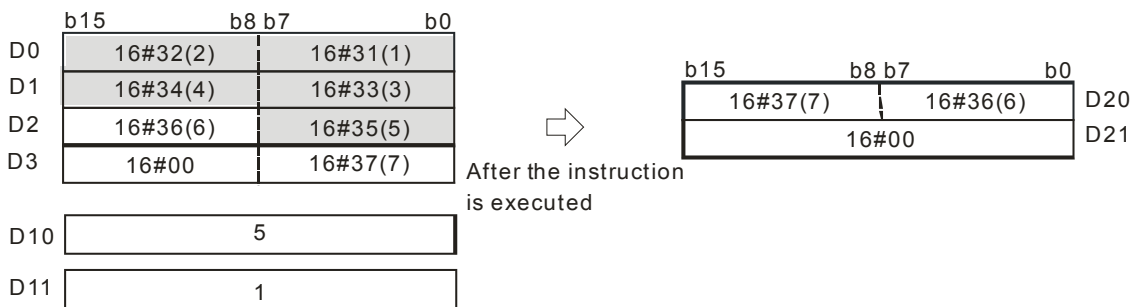 b15 b8 b7 b0
D0 16#32(2) 16#31(1)
D1 16#34(4) 16#33(3)
D2 16#36(6) 16#35(5)
D3 16#00 16#37(7)
After the instruction
is executed
b15 b8 b7 b0
16#37(7) 16#36(6) D20
16#00 D21
D10 5
D11 1